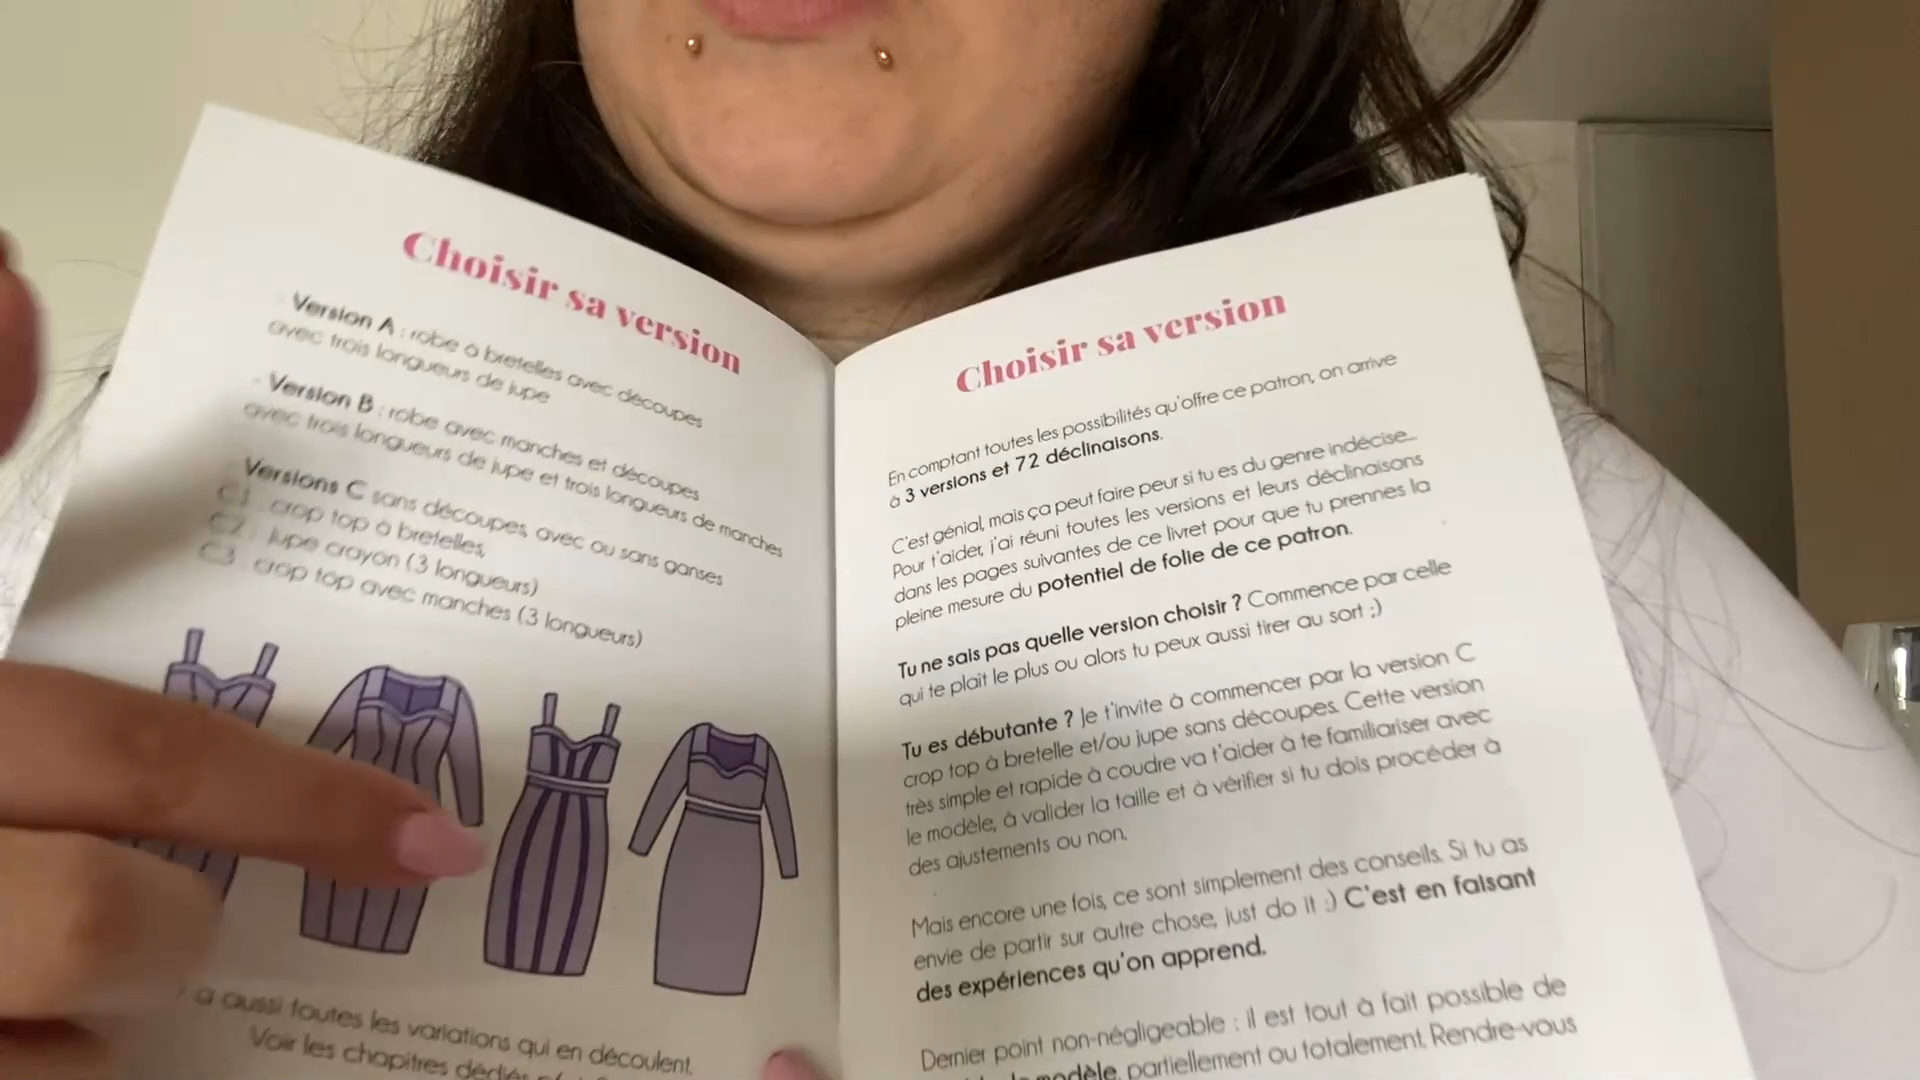 Choisir sa version
- Version A : robe à bretelles avec découpes
avec trois longueurs de jupe
- Version B : robe avec manches et découpes
avec trois longueurs de jupe et trois longueurs de manches
Versions C sans découpes, avec ou sans ganses
C1 : crop top à bretelles,
C2 : jupe crayon (3 longueurs)
C3 : crop top avec manches (3 longueurs)
a aussi toutes les variations qui en découlent.
Voir les chapitres dédiés
Choisir sa version
En comptant toutes les possibilités qu'offre ce patron, on arrive
à 3 versions et 72 déclinaisons.
C'est génial, mais ça peut faire peur si tu es du genre indécise...
Pour t'aider, j'ai réuni toutes les versions et leurs déclinaisons
dans les pages suivantes de ce livret pour que tu prennes la
pleine mesure du potentiel de folie de ce patron.
Tu ne sais pas quelle version choisir ? Commence par celle
qui te plaît le plus ou alors tu peux aussi tirer au sort ;)
Tu es débutante ? Je t'invite à commencer par la version C
crop top à bretelle et/ou jupe sans découpes. Cette version
très simple et rapide à coudre va t'aider à te familiariser avec
le modèle, à valider la taille et à vérifier si tu dois procéder à
des ajustements ou non.
Mais encore une fois, ce sont simplement des conseils. Si tu as
envie de partir sur autre chose, just do it :) C'est en faisant
des expériences qu'on apprend.
Dernier point non-négligeable : il est tout à fait possible de
modèle, partiellement ou totalement. Rendre-vous